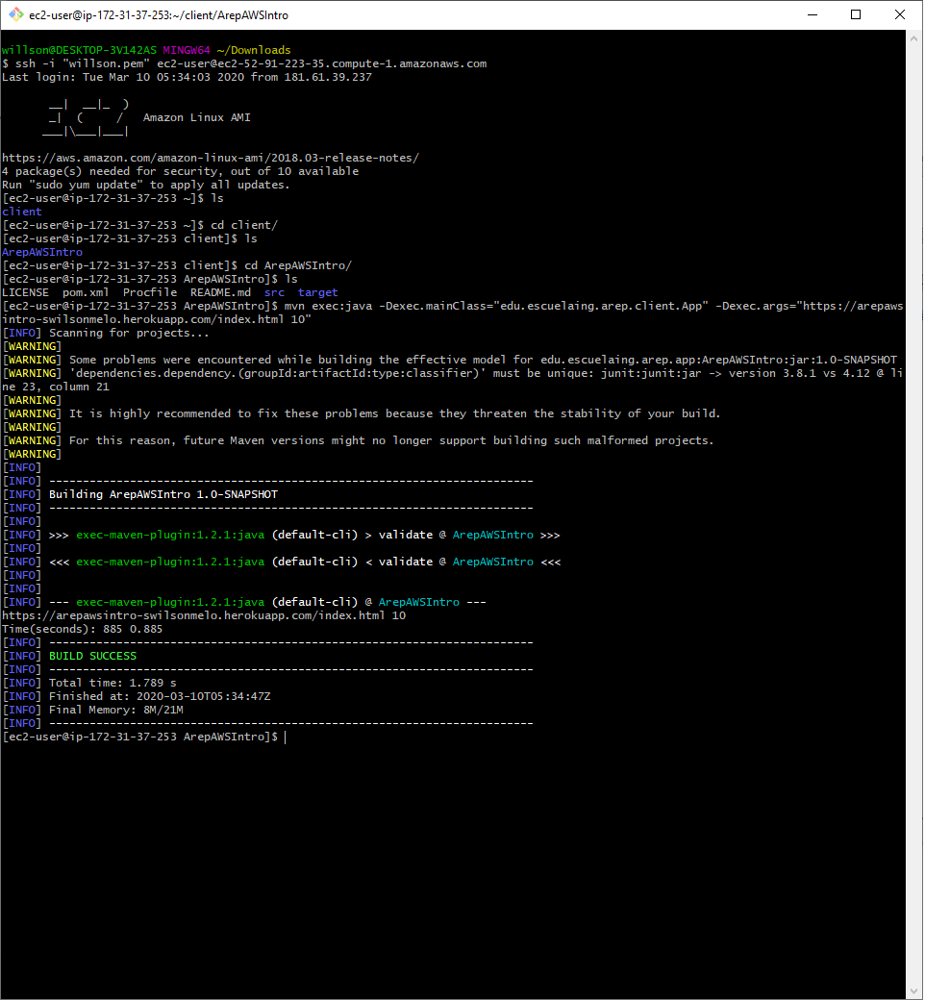 ec2-user@ip-172-31-37-253:~/client/ArepAWSIntro
willson@DESKTOP-3V142AS MINGW64 ~/Downloads
$ ssh -i "willson.pem" ec2-user@ec2-52-91-223-35.compute-1.amazonaws.com
Last login: Tue Mar 10 05:34:03 2020 from 181.61.39.237
       __|  __|_  )
       _|  (     /   Amazon Linux AMI
      ___|\___|___|
https://aws.amazon.com/amazon-linux-ami/2018.03-release-notes/
4 package(s) needed for security, out of 10 available
Run "sudo yum update" to apply all updates.
[ec2-user@ip-172-31-37-253 ~]$ ls
client
[ec2-user@ip-172-31-37-253 ~]$ cd client/
[ec2-user@ip-172-31-37-253 client]$ ls
ArepAWSIntro
[ec2-user@ip-172-31-37-253 client]$ cd ArepAWSIntro/
[ec2-user@ip-172-31-37-253 ArepAWSIntro]$ ls
LICENSE  pom.xml  Procfile  README.md  src  target
[ec2-user@ip-172-31-37-253 ArepAWSIntro]$ mvn exec:java -Dexec.mainClass="edu.escuelaing.arep.client.App" -Dexec.args="https://arepaws
intro-swilsonmelo.herokuapp.com/index.html 10"
[INFO] Scanning for projects...
[WARNING]
[WARNING] Some problems were encountered while building the effective model for edu.escuelaing.arep.app:ArepAWSIntro:jar:1.0-SNAPSHOT
[WARNING] 'dependencies.dependency.(groupId:artifactId:type:classifier)' must be unique: junit:junit:jar -> version 3.8.1 vs 4.12 @ li
ne 23, column 21
[WARNING]
[WARNING] It is highly recommended to fix these problems because they threaten the stability of your build.
[WARNING]
[WARNING] For this reason, future Maven versions might no longer support building such malformed projects.
[WARNING]
[INFO]
[INFO] ------------------------------------------------------------------------
[INFO] Building ArepAWSIntro 1.0-SNAPSHOT
[INFO] ------------------------------------------------------------------------
[INFO]
[INFO] >>> exec-maven-plugin:1.2.1:java (default-cli) > validate @ ArepAWSIntro >>>
[INFO]
[INFO] <<< exec-maven-plugin:1.2.1:java (default-cli) < validate @ ArepAWSIntro <<<
[INFO]
[INFO]
[INFO] --- exec-maven-plugin:1.2.1:java (default-cli) @ ArepAWSIntro ---
https://arepawsintro-swilsonmelo.herokuapp.com/index.html 10
Time(seconds): 885 0.885
[INFO] ------------------------------------------------------------------------
[INFO] BUILD SUCCESS
[INFO] ------------------------------------------------------------------------
[INFO] Total time: 1.789 s
[INFO] Finished at: 2020-03-10T05:34:47Z
[INFO] Final Memory: 8M/21M
[INFO] ------------------------------------------------------------------------
[ec2-user@ip-172-31-37-253 ArepAWSIntro]$